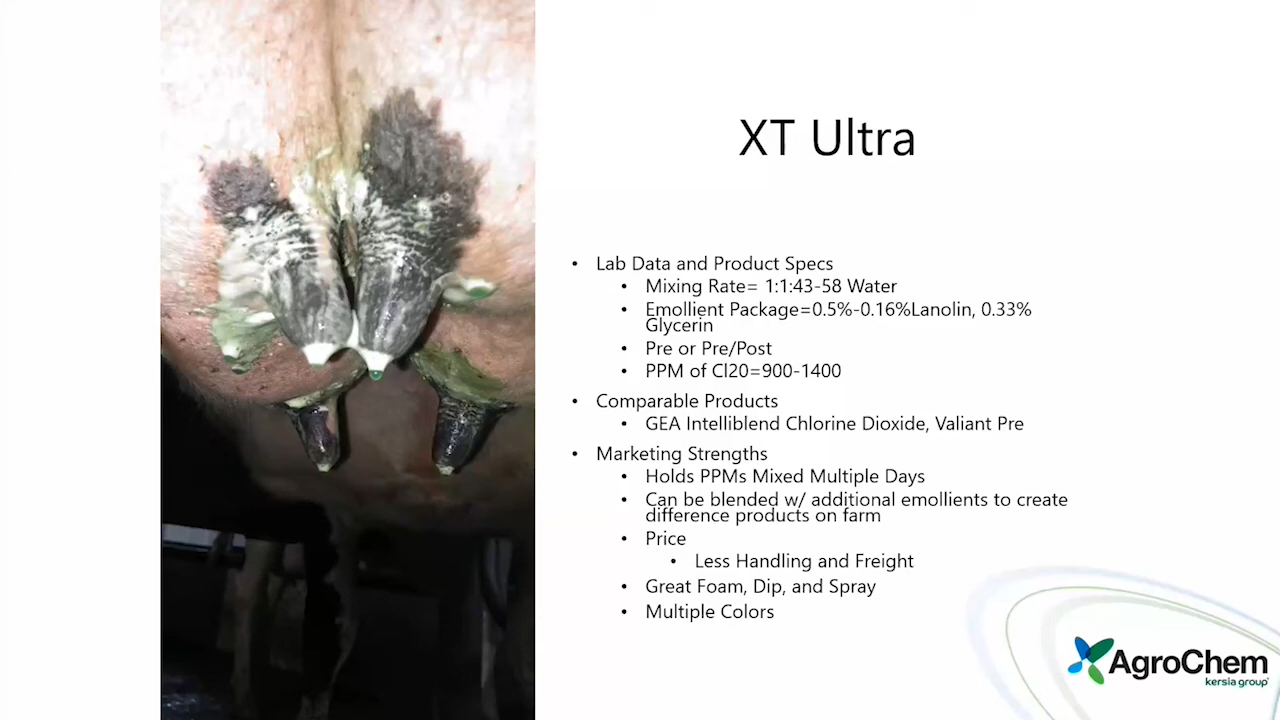 XT Ultra
• Lab Data and Product Specs
• Mixing Rate= 1:1:43-58 Water
• Emollient Package=0.5%-0.16%Lanolin, 0.33%
Glycerin
• Pre or Pre/Post
• PPM of Cl20=900-1400
• Comparable Products
• GEA Intelliblend Chlorine Dioxide, Valiant Pre
• Marketing Strengths
• Holds PPMs Mixed Multiple Days
• Can be blended w/ additional emollients to create
difference products on farm
• Price
• Less Handling and Freight
• Great Foam, Dip, and Spray
• Multiple Colors
AgroChem
kersia group